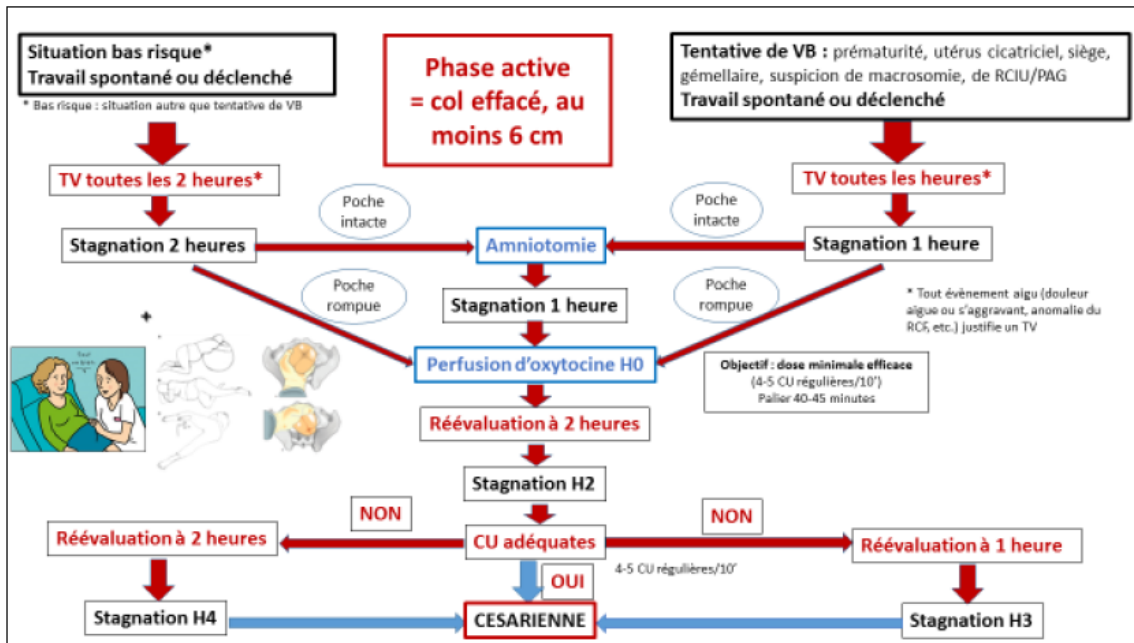 Situation bas risque*
Travail spontané ou déclenché
* Bas risque : situation autre que tentative de VB
Phase active
= col effacé, au
moins 6 cm
Tentative de VB : prématurité, utérus cicatriciel, siège,
gémellaire, suspicion de macrosomie, de RCIU/PAG
Travail spontané ou déclenché
TV toutes les 2 heures*
TV toutes les heures*
Poche
intacte
Poche
intacte
Stagnation 2 heures
Amniotomie
Stagnation 1 heure
Poche
rompue
Stagnation 1 heure
Poche
rompue
* Tout évènement aigu (douleur
aigue ou s'aggravant, anomalie du
RCF, etc.) justifie un TV
+
Tout
va bien
Perfusion d'oxytocine H0
Objectif : dose minimale efficace
(4-5 CU régulières/10')
Palier 40-45 minutes
Réévaluation à 2 heures
Stagnation H2
NON
NON
Réévaluation à 2 heures
CU adéquates
Réévaluation à 1 heure
4-5 CU régulières/10'
OUI
Stagnation H4
CESARIENNE
Stagnation H3